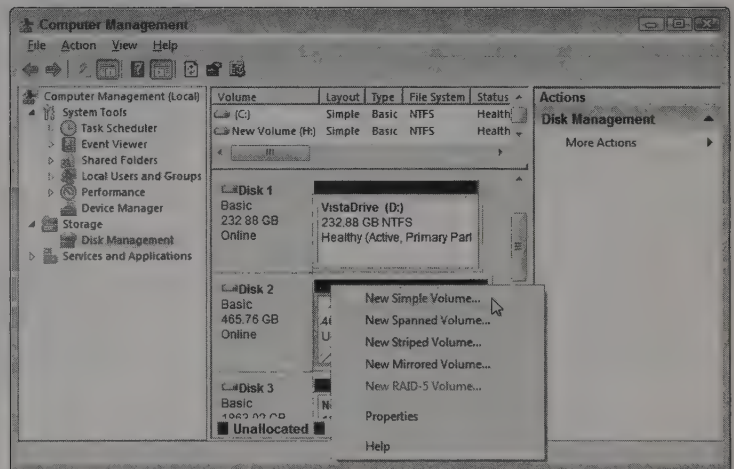 Computer Management
File Action View Help
Computer Management (Local)
System Tools
Task Scheduler
Event Viewer
Shared Folders
Local Users and Groups
Performance
Device Manager
Storage
Disk Management
Services and Applications
Volume Layout Type File System Status
(C:) Simple Basic NTFS Health
New Volume (H:) Simple Basic NTFS Health
Disk 1
Basic
232.88 GB
Online
VistaDrive (D:)
232.88 GB NTFS
Healthy (Active, Primary Part
Disk 2
Basic
465.76 GB
Online
Disk 3
Basic
Unallocated
New Simple Volume...
New Spanned Volume...
New Striped Volume...
New Mirrored Volume...
New RAID-5 Volume...
Properties
Help
Actions
Disk Management
More Actions